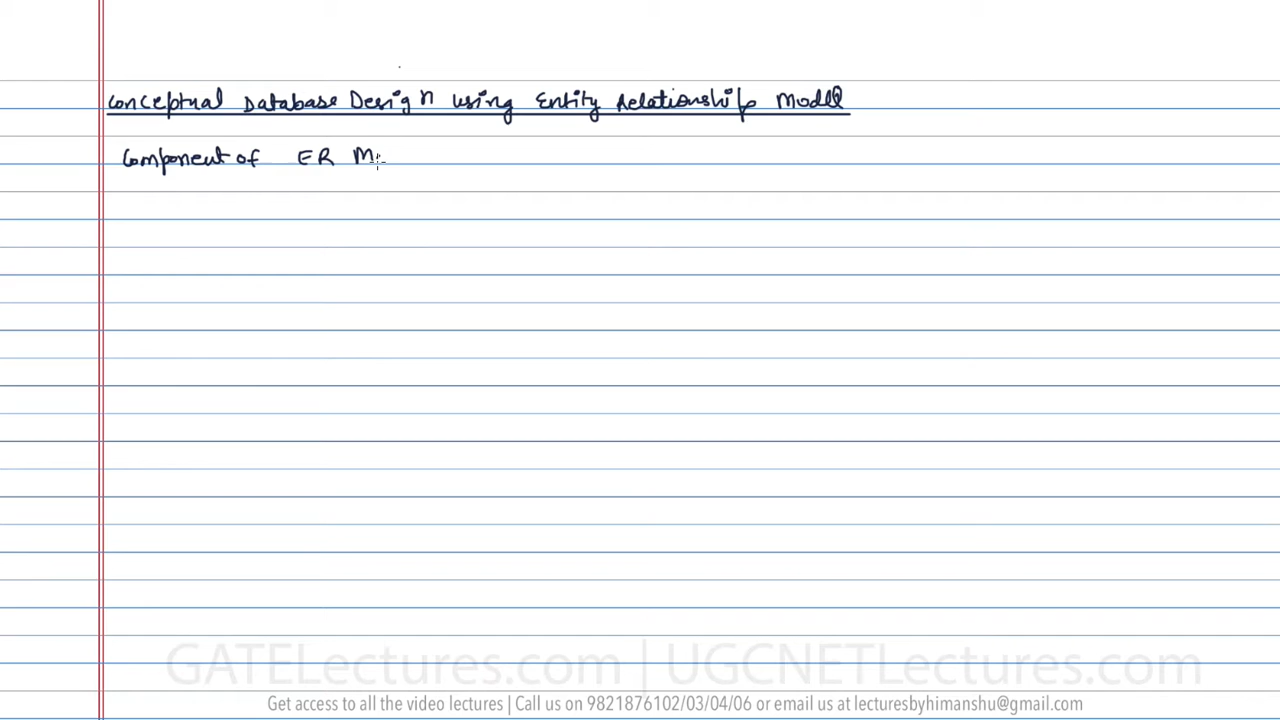 Conceptual Database Design using Entity Relationship Model
Component of ER M
GATELectures.com | UGCNETLectures.com
Get access to all the video lectures | Call us on 9821876102/03/04/06 or email us at lecturesbyhimanshu@gmail.com